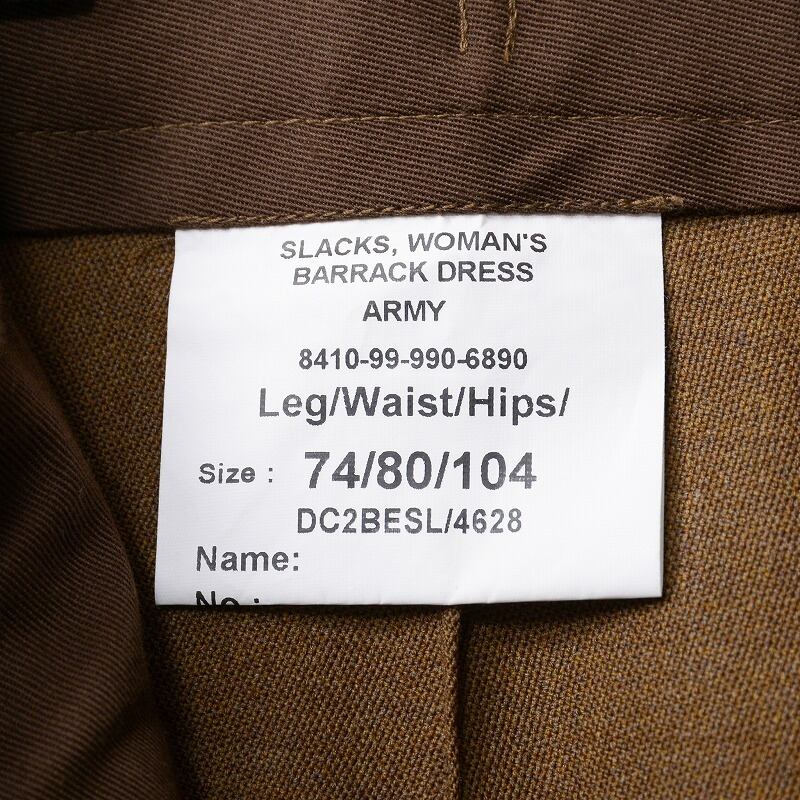 SLACKS, WOMAN'S
BARRACK DRESS
ARMY
8410-99-990-6890
Leg/Waist/Hips/
Size : 74/80/104
DC2BESL/4628
Name:
No :